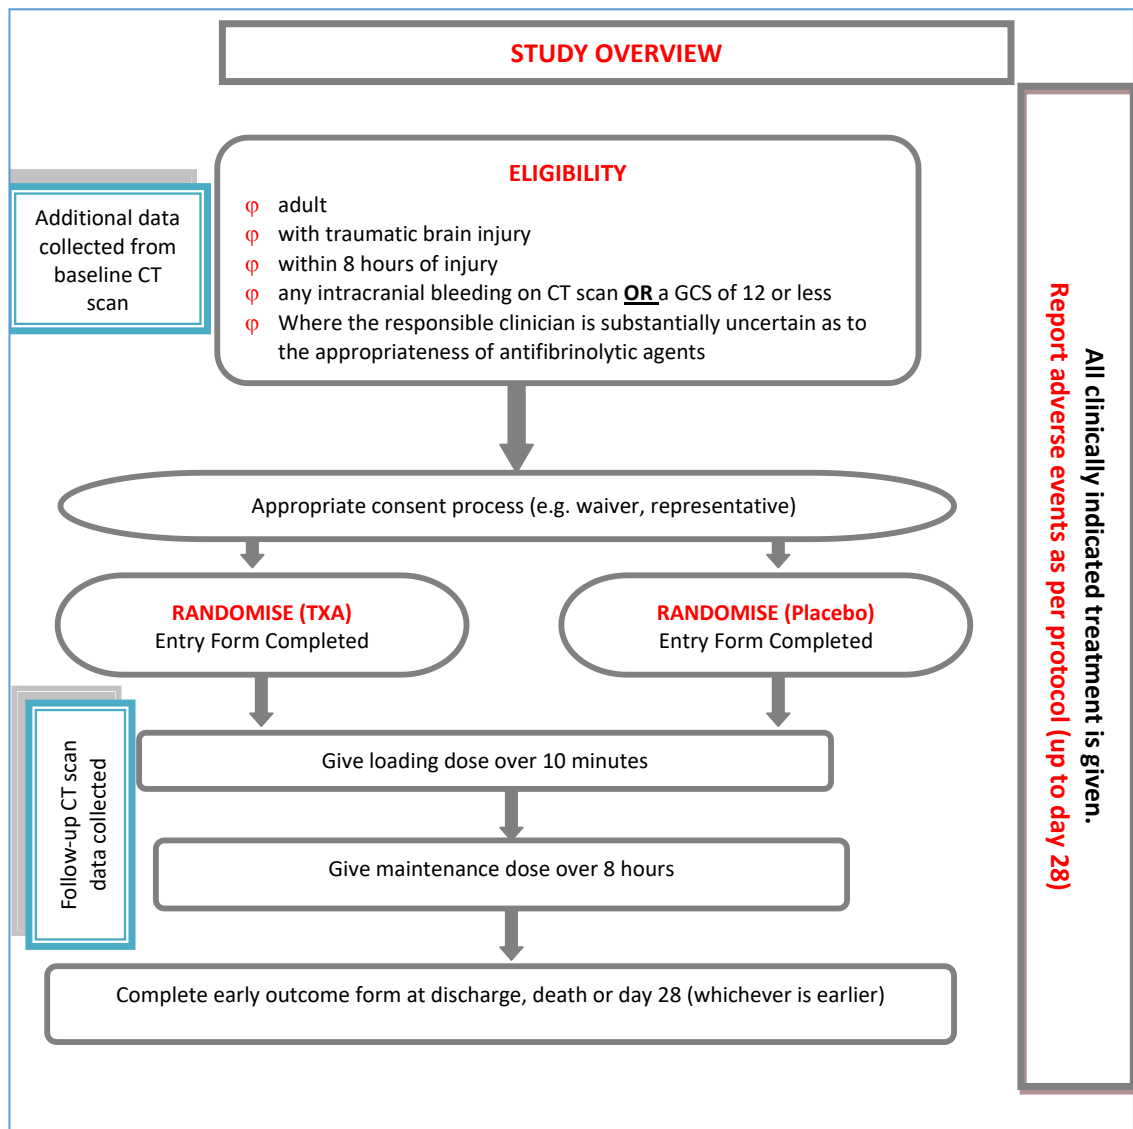 STUDY OVERVIEW
ELIGIBILITY
φ adult
φ with traumatic brain injury
φ within 8 hours of injury
φ any intracranial bleeding on CT scan OR a GCS of 12 or less
φ Where the responsible clinician is substantially uncertain as to
the appropriateness of antifibrinolytic agents
Additional data
collected from
baseline CT
scan
Appropriate consent process (e.g. waiver, representative)
RANDOMISE (TXA)
Entry Form Completed
RANDOMISE (Placebo)
Entry Form Completed
Give loading dose over 10 minutes
Give maintenance dose over 8 hours
Follow-up CT scan
data collected
Complete early outcome form at discharge, death or day 28 (whichever is earlier)
All clinically indicated treatment is given.
Report adverse events as per protocol (up to day 28)